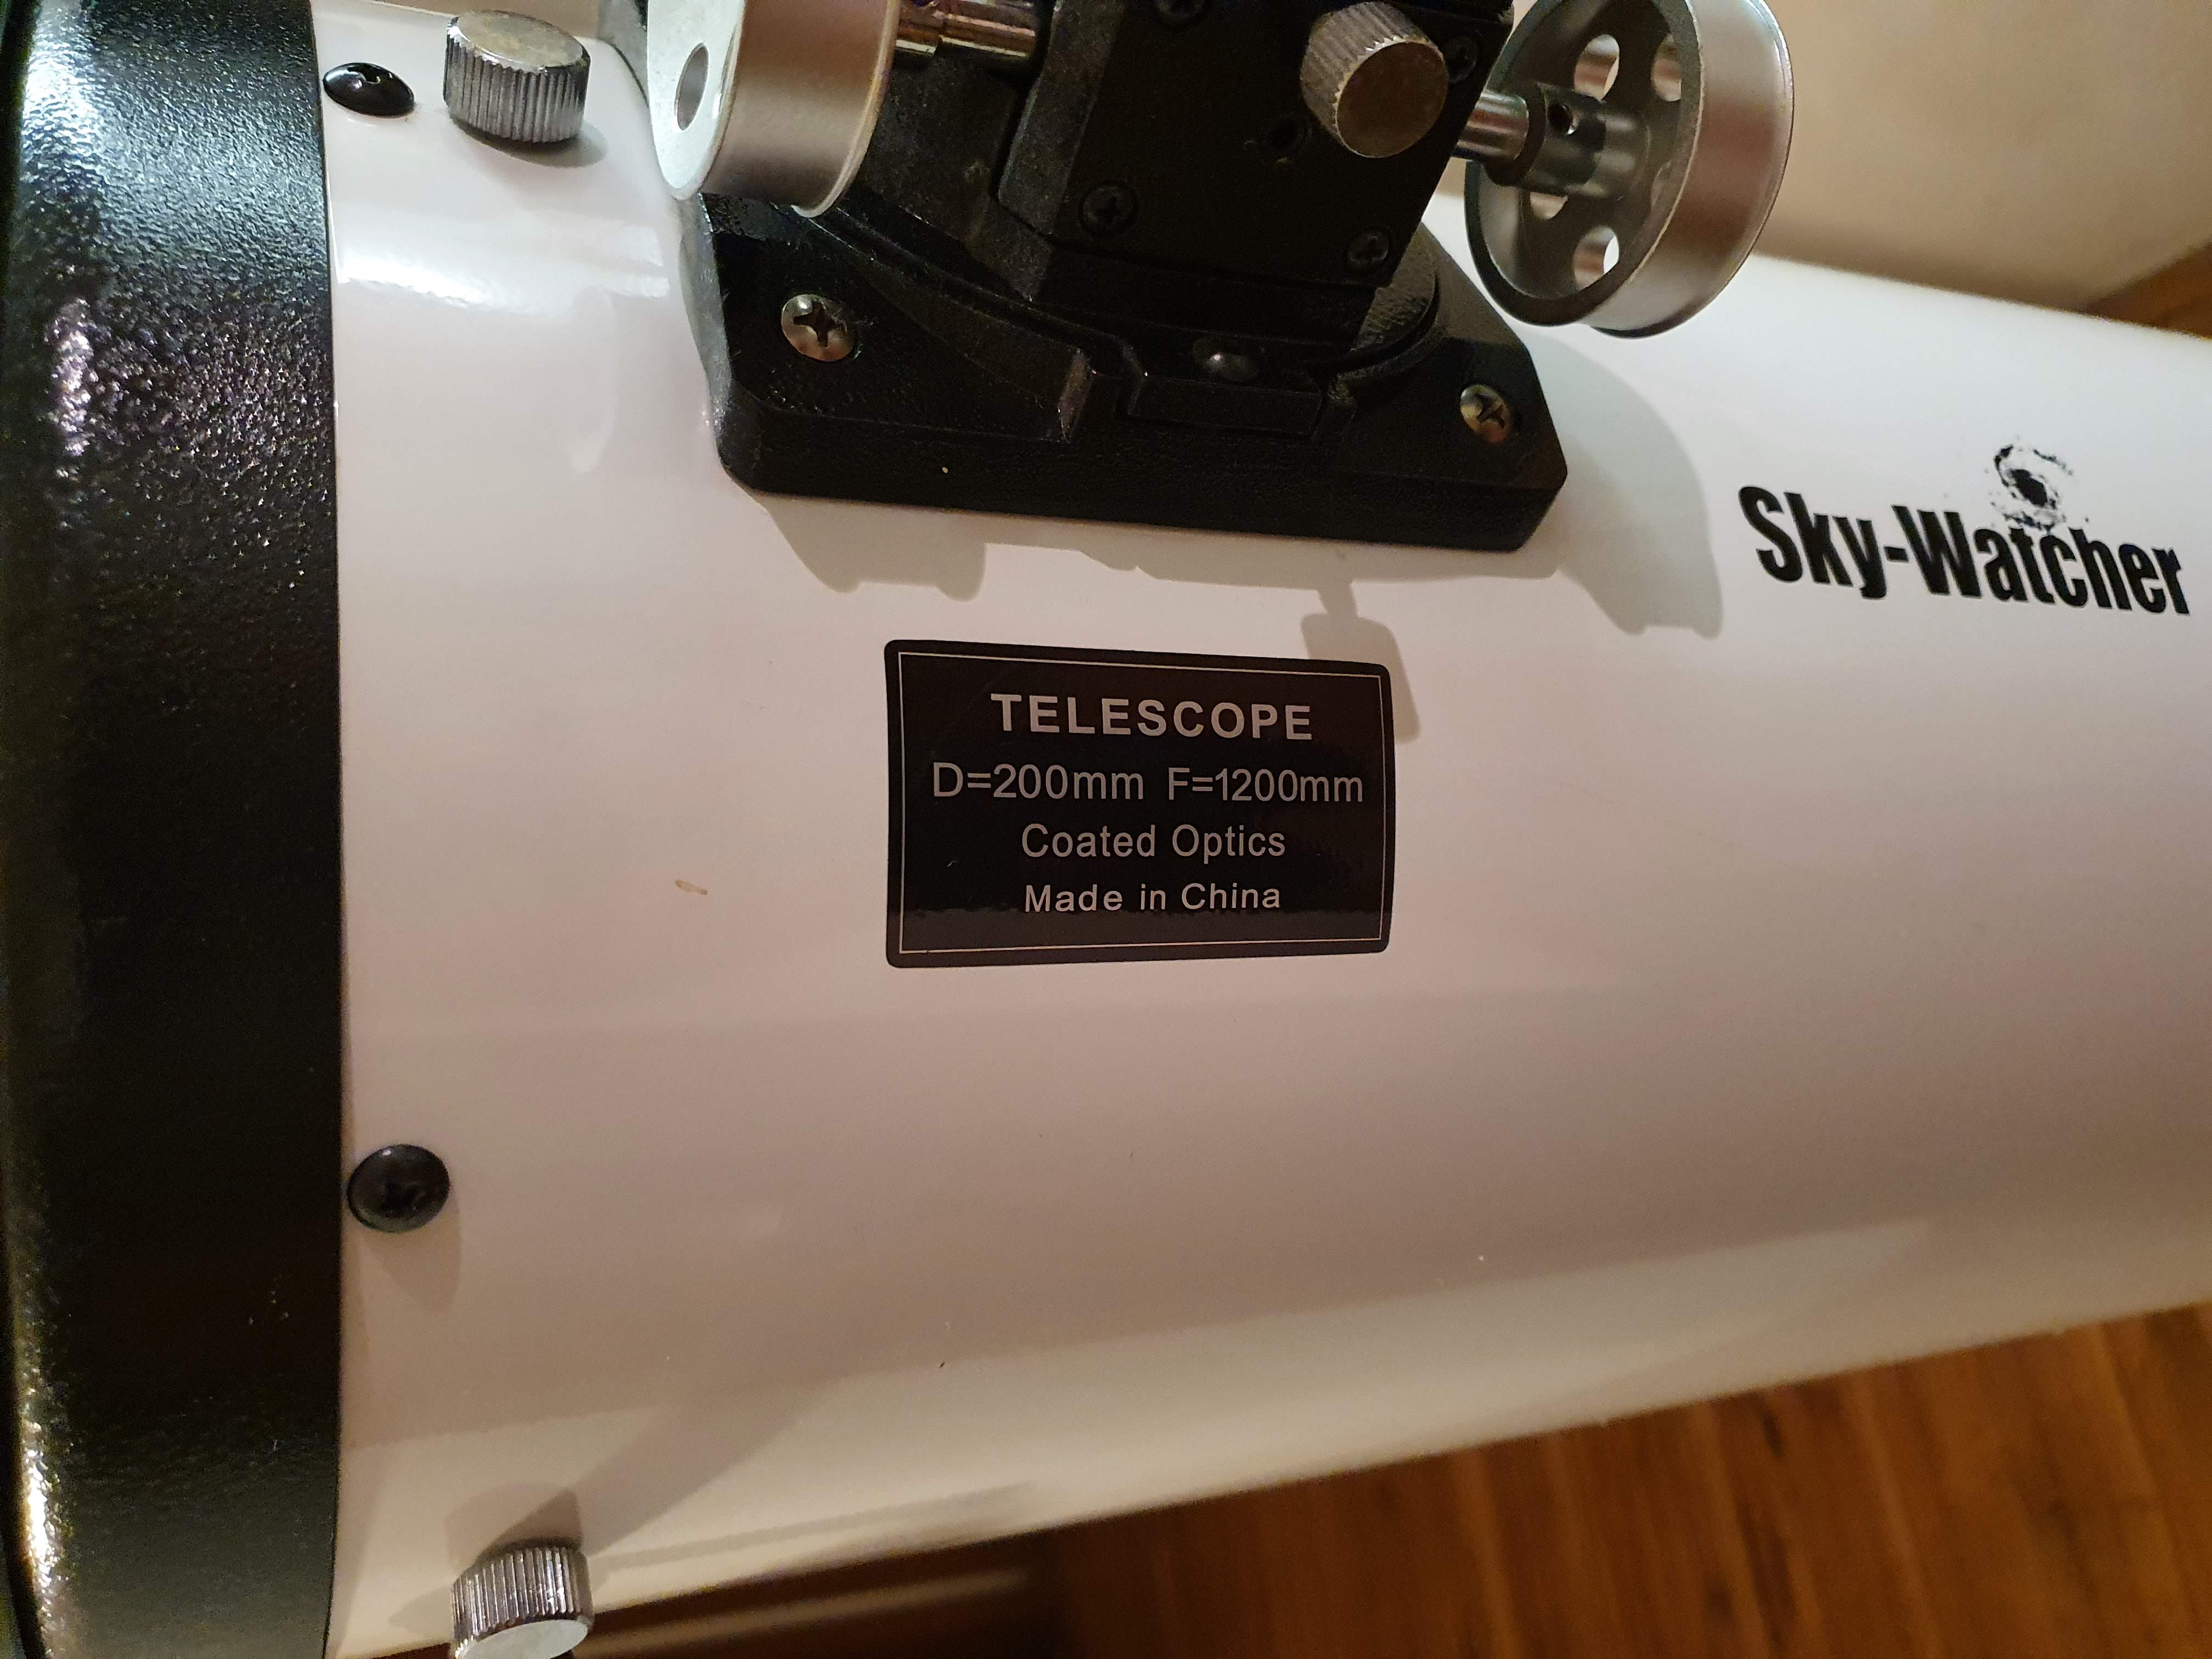 Sky-Watcher
TELESCOPE
D=200mm F=1200mm
Coated Optics
Made in China